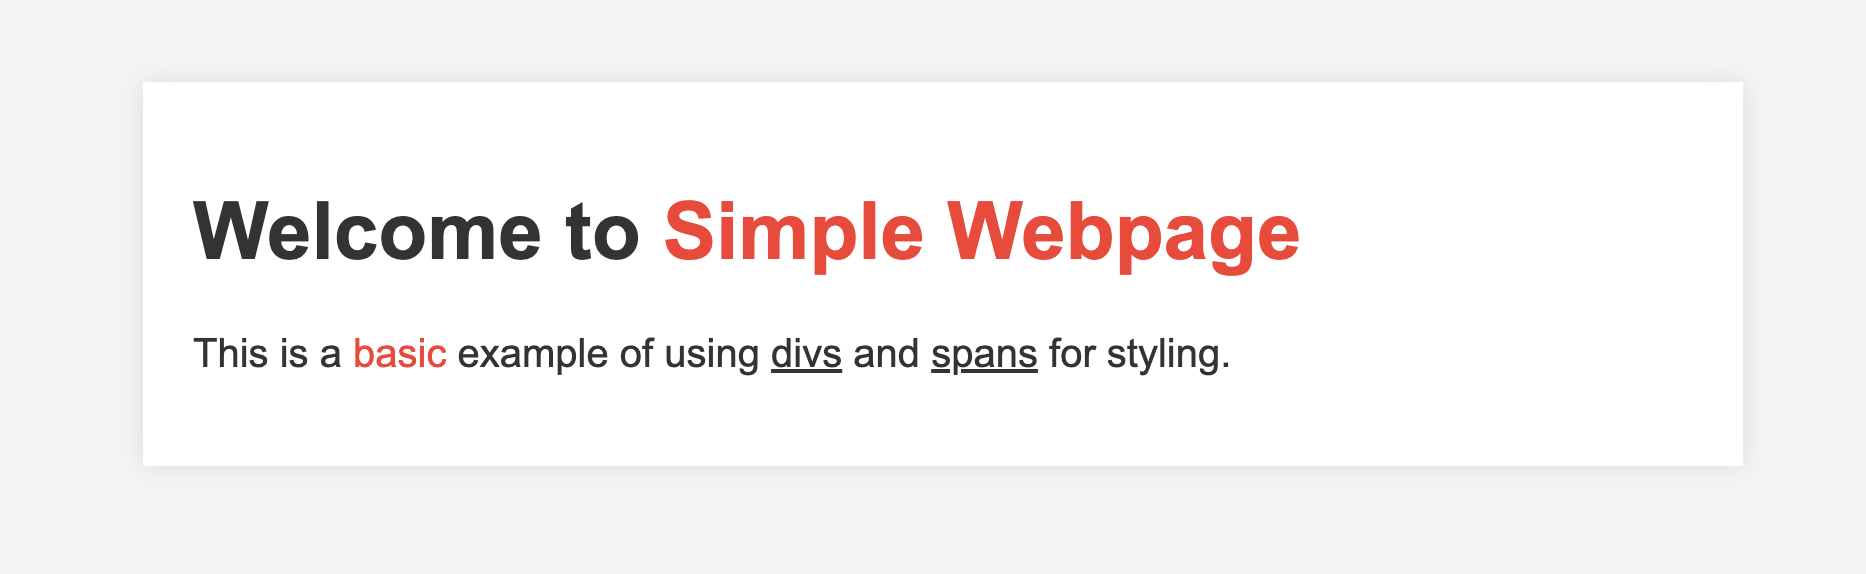 Welcome to Simple Webpage
This is a basic example of using divs and spans for styling.